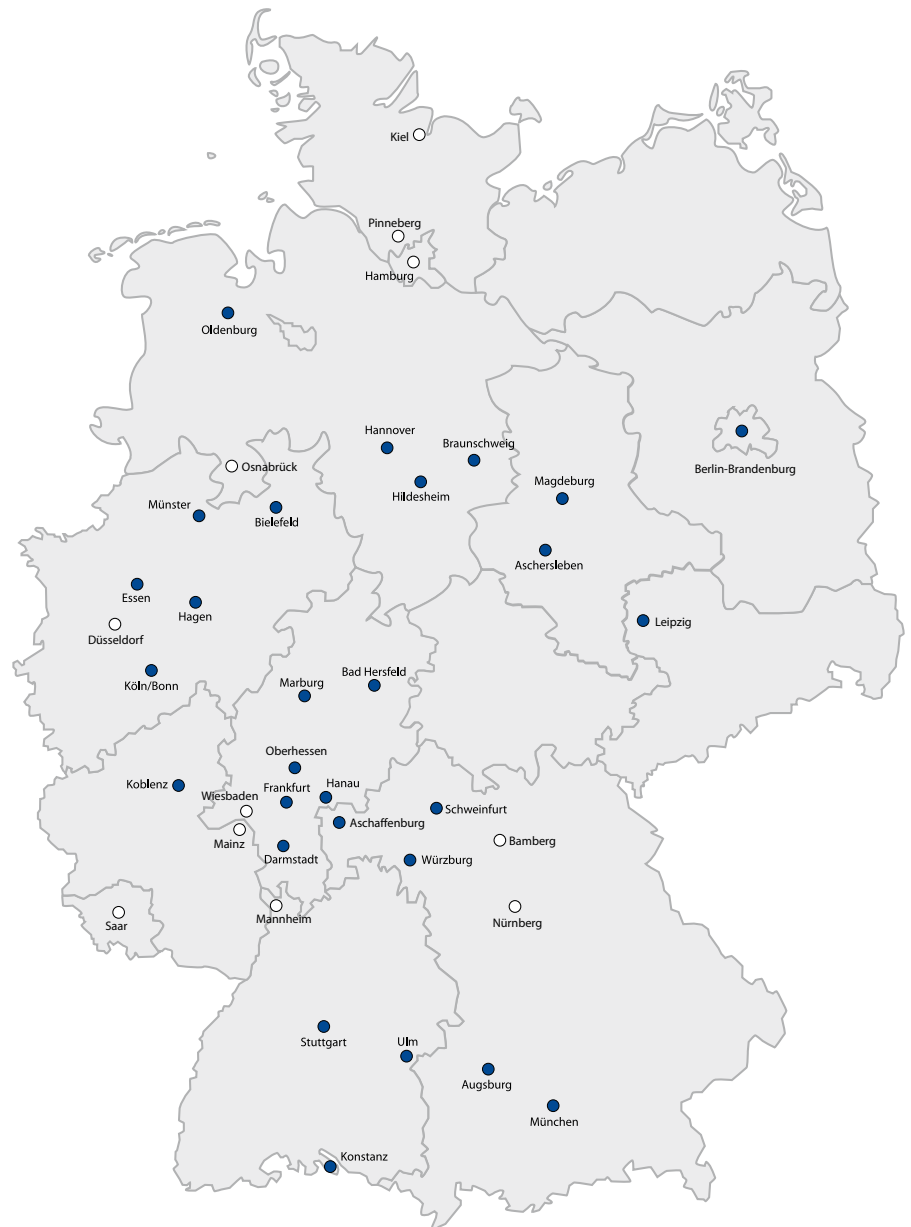 Kiel
Pinneberg
Hamburg
Oldenburg
Hannover
Braunschweig
Osnabrück
Berlin-Brandenburg
Hildesheim
Magdeburg
Münster
Bielefeld
Aschersleben
Essen
Hagen
Leipzig
Düsseldorf
Bad Hersfeld
Köln/Bonn
Marburg
Oberhessen
Koblenz
Frankfurt
Hanau
Wiesbaden
Schweinfurt
Aschaffenburg
Mainz
Bamberg
Darmstadt
Würzburg
Mannheim
Nürnberg
Saar
Stuttgart
Ulm
Augsburg
München
Konstanz